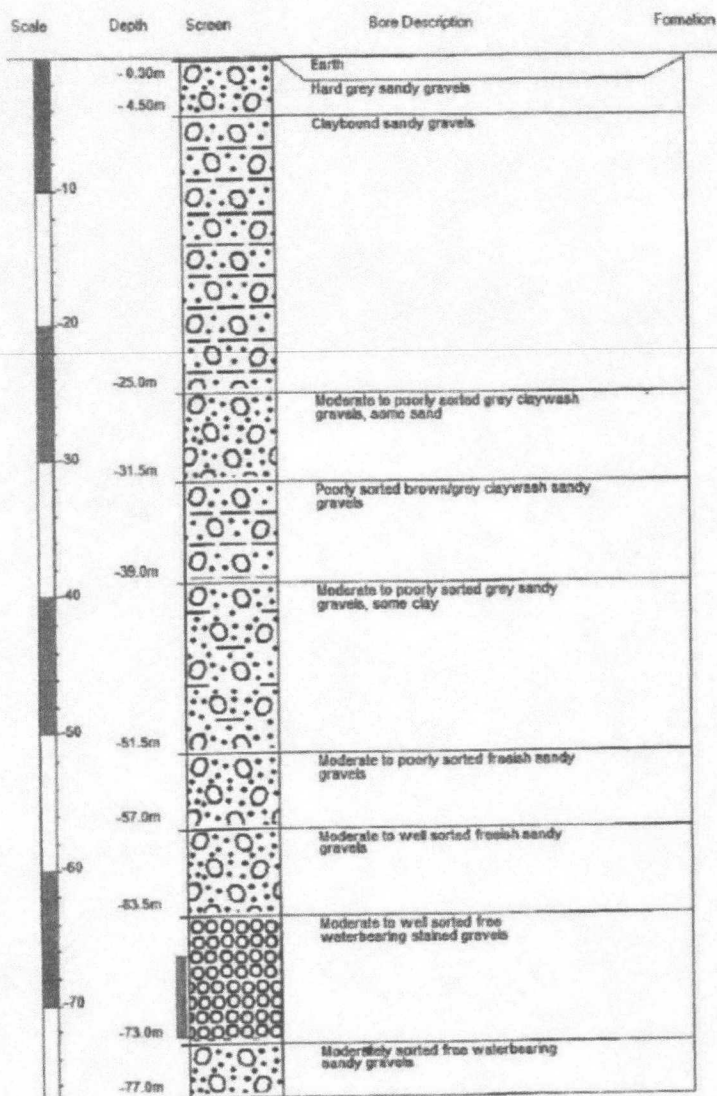 Scale Depth Screen Bore Description Formation
- 0.30m Earth
- 4.50m Hard grey sandy gravels
Claybound sandy gravels
-10
-20
-25.0m
Moderate to poorly sorted grey claywash
gravels, some sand
-30
-31.5m
Poorly sorted brown/grey claywash sandy
gravels
-39.0m
-40
Moderate to poorly sorted grey sandy
gravels, some clay
-50
-51.5m
Moderate to poorly sorted freeish sandy
gravels
-57.0m
Moderate to well sorted freeish sandy
gravels
-60
-63.5m
Moderate to well sorted free
waterbearing stained gravels
-70
-73.0m
Moderately sorted free waterbearing
sandy gravels
-77.0m